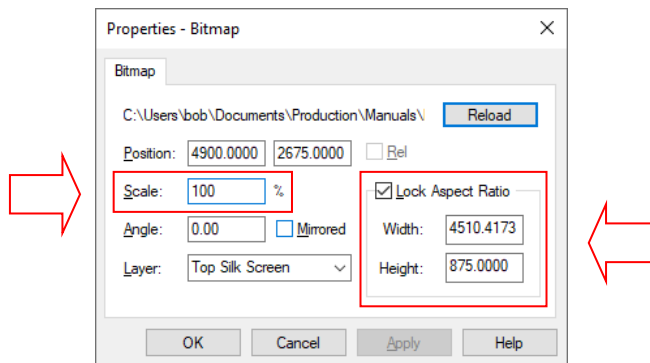 Properties - Bitmap
Bitmap
C:\Users\bob\Documents\Production\Manuals\ Reload
Position: 4900.0000 2675.0000 Rel
Scale: 100 % Lock Aspect Ratio
Angle: 0.00 Mirrored Width: 4510.4173
Layer: Top Silk Screen Height: 875.0000
OK Cancel Apply Help